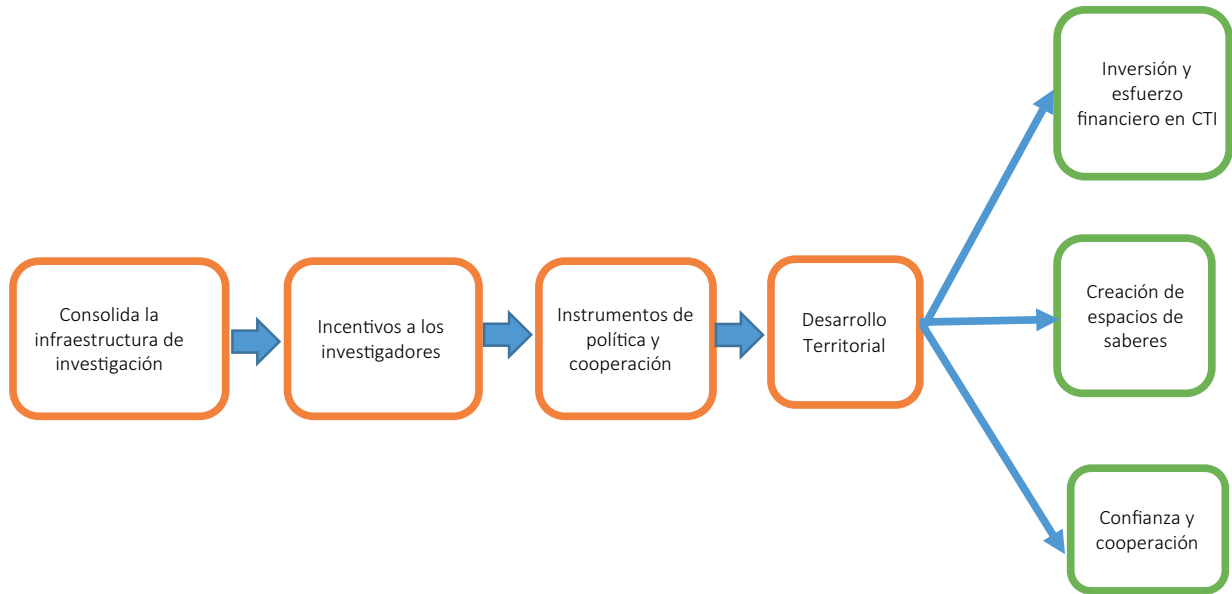 Consolida la
infraestructura de
investigación
Incentivos a los
investigadores
Instrumentos de
política y
cooperación
Desarrollo
Territorial
Inversión y
esfuerzo
financiero en CTI
Creación de
espacios de
saberes
Confianza y
cooperación